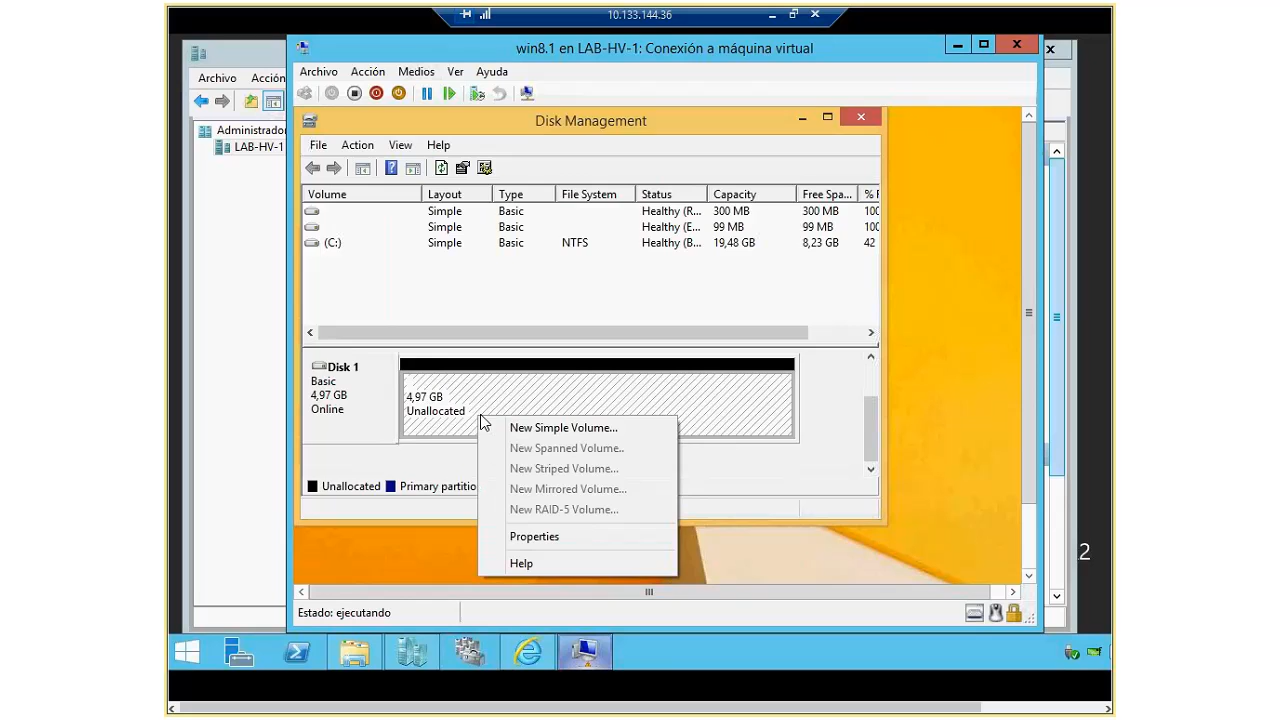 10.133.144.36
win8.1 en LAB-HV-1: Conexión a máquina virtual
Archivo Acción
Archivo Acción Medios Ver Ayuda
Administrador
LAB-HV-1
Disk Management
File Action View Help
Volume Layout Type File System Status Capacity Free Spa... % F
Simple Basic Healthy (R... 300 MB 300 MB 100
Simple Basic Healthy (E... 99 MB 99 MB 100
(C:) Simple Basic NTFS Healthy (B... 19,48 GB 8,23 GB 42
Disk 1
Basic
4,97 GB
Online
4,97 GB
Unallocated
New Simple Volume...
New Spanned Volume..
New Striped Volume...
New Mirrored Volume...
New RAID-5 Volume...
Properties
Help
Unallocated Primary partitio
2
Estado: ejecutando